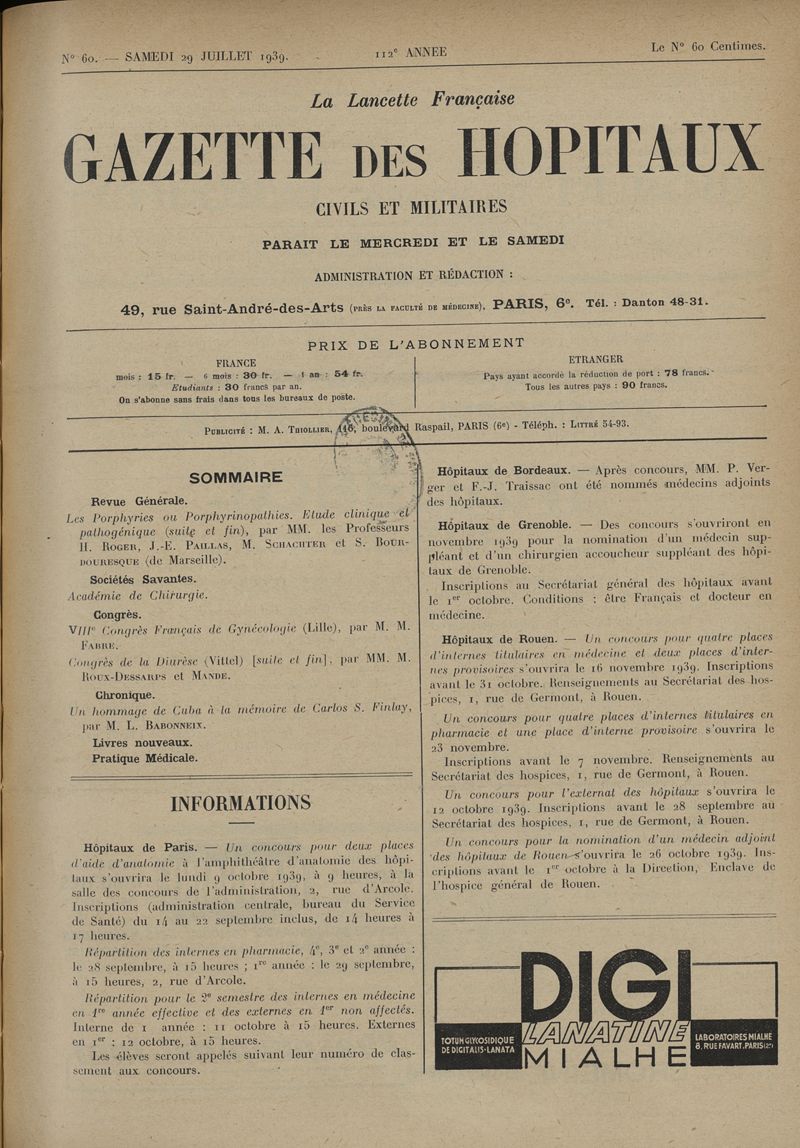 N° 60. — SAMEDI 29 JUILLET 1939.
112e ANNEE
Le N° 60 Centimes.
La Lancette Française
GAZETTE DES HOPITAUX
CIVILS ET MILITAIRES
PARAIT LE MERCREDI ET LE SAMEDI
ADMINISTRATION ET RÉDACTION :
49, rue Saint-André-des-Arts (PRÈS LA FACULTÉ DE MÉDECINE), PARIS, 6e. Tél. : Danton 48-31.
PRIX DE L'ABONNEMENT
FRANCE
mois : 15 fr. — 6 mois : 30 fr. — 1 an : 54 fr.
Etudiants : 30 francs par an.
On s'abonne sans frais dans tous les bureaux de poste.
ETRANGER
Pays ayant accordé la réduction de port : 78 francs.
Tous les autres pays : 90 francs.
PUBLICITÉ : M. A. THIOLLIER, 116, boulevard Raspail, PARIS (6e) - Téléph. : LITTRÉ 54-93.
SOMMAIRE
Revue Générale.
Les Porphyries ou Porphyrinopathies. Etude clinique et
pathogénique (suite et fin), par MM. les Professeurs
H. ROGER, J.-E. PAILLAS, M. SCHACHTER et S. BOUR-
DOURESQUE (de Marseille).
Sociétés Savantes.
Académie de Chirurgie.
Congrès.
VIIIe Congrès Français de Gynécologie (Lille), par M. M.
FABRE.
Congrès de la Diurèse (Vittel) [suite et fin], par MM. M.
ROUX-DESSARPS et MANDE.
Chronique.
Un hommage de Cuba à la mémoire de Carlos S. Finlay,
par M. L. BABONNEIX.
Livres nouveaux.
Pratique Médicale.
INFORMATIONS
Hôpitaux de Paris. — Un concours pour deux places
d'aide d'anatomie à l'amphithéâtre d'anatomie des hôpi-
taux s'ouvrira le lundi 9 octobre 1939, à 9 heures, à la
salle des concours de l'administration, 2, rue d'Arcole.
Inscriptions (administration centrale, bureau du Service
de Santé) du 14 au 22 septembre inclus, de 14 heures à
17 heures.
Répartition des internes en pharmacie, 4e, 3e et 2e année :
le 28 septembre, à 15 heures ; 1re année : le 29 septembre,
à 15 heures, 2, rue d'Arcole.
Répartition pour le 2e semestre des internes en médecine
en 1re année effective et des externes en 1er non affectés.
Interne de 1 année : 11 octobre à 15 heures. Externes
en 1er : 12 octobre, à 15 heures.
Les élèves seront appelés suivant leur numéro de clas-
sement aux concours.
Hôpitaux de Bordeaux. — Après concours, MM. P. Ver-
ger et F.-J. Traissac ont été nommés médecins adjoints
des hôpitaux.
Hôpitaux de Grenoble. — Des concours s'ouvriront en
novembre 1939 pour la nomination d'un médecin sup-
pléant et d'un chirurgien accoucheur suppléant des hôpi-
taux de Grenoble.
Inscriptions au Secrétariat général des hôpitaux avant
le 1er octobre. Conditions : être Français et docteur en
médecine.
Hôpitaux de Rouen. — Un concours pour quatre places
d'internes titulaires en médecine et deux places d'inter-
nes provisoires s'ouvrira le 16 novembre 1939. Inscriptions
avant le 31 octobre. Renseignements au Secrétariat des hos-
pices, 1, rue de Germont, à Rouen.
Un concours pour quatre places d'internes titulaires en
pharmacie et une place d'interne provisoire s'ouvrira le
23 novembre.
Inscriptions avant le 7 novembre. Renseignements au
Secrétariat des hospices, 1, rue de Germont, à Rouen.
Un concours pour l'externat des hôpitaux s'ouvrira le
12 octobre 1939. Inscriptions avant le 28 septembre au
Secrétariat des hospices, 1, rue de Germont, à Rouen.
Un concours pour la nomination d'un médecin adjoint
des hôpitaux de Rouen s'ouvrira le 26 octobre 1939. Ins-
criptions avant le 1er octobre à la Dircetion, Enclave de
l'hospice général de Rouen.
DIGI
LANATINE
MIALHE
TOTUM GLYCOSIDIQUE
DE DIGITALIS-LANATA
LABORATOIRES MIALHE
8, RUE FAVART, PARIS (2e)